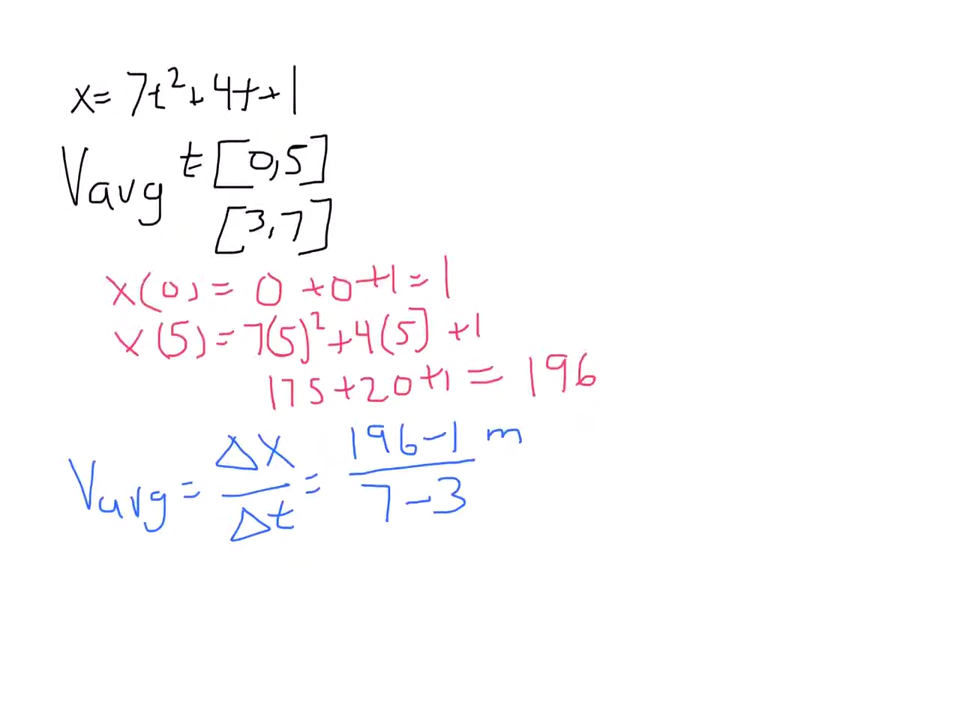 x= 7t²+4t+1
Vavg t [0,5]
[3,7]
x(0)= 0+0+1=1
x(5)=7(5)²+4(5]+1
175+20+1=196
Vavg = Δx/Δt = 196-1/7-3 m